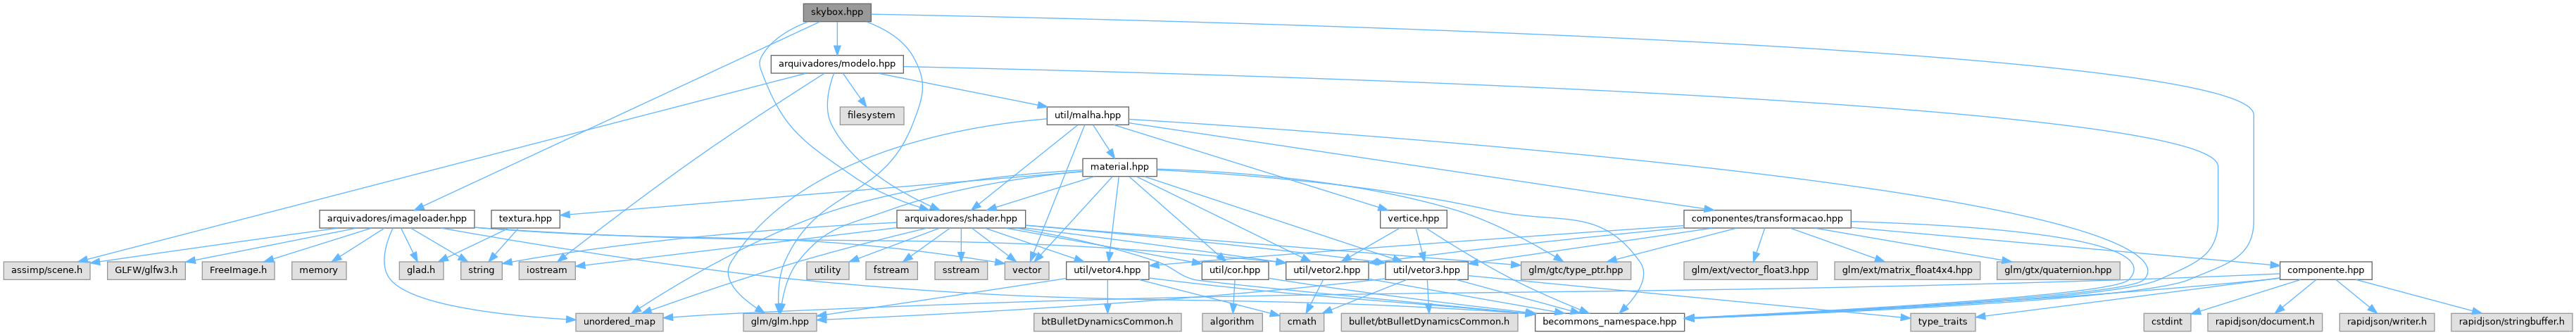 skybox.hpp
arquivadores/modelo.hpp
filesystem
util/malha.hpp
material.hpp
arquivadores/imageloader.hpp
textura.hpp
arquivadores/shader.hpp
vertice.hpp
componentes/transformacao.hpp
assimp/scene.h
GLFW/glfw3.h
FreeImage.h
memory
glad.h
string
iostream
utility
fstream
sstream
vector
util/vetor4.hpp
util/cor.hpp
util/vetor2.hpp
util/vetor3.hpp
glm/gtc/type_ptr.hpp
glm/ext/vector_float3.hpp
glm/ext/matrix_float4x4.hpp
glm/gtx/quaternion.hpp
componente.hpp
unordered_map
glm/glm.hpp
btBulletDynamicsCommon.h
algorithm
cmath
bullet/btBulletDynamicsCommon.h
becommons_namespace.hpp
type_traits
cstdint
rapidjson/document.h
rapidjson/writer.h
rapidjson/stringbuffer.h